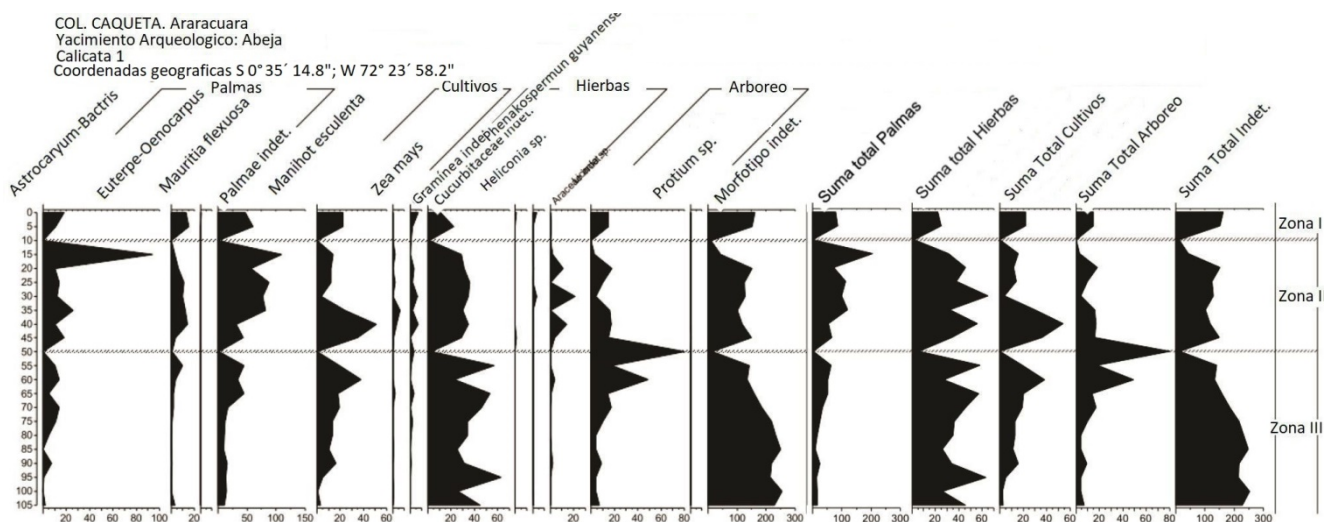 COL. CAQUETA. Araracuara
Yacimiento Arqueologico: Abeja
Calicata 1
Coordenadas geograficas S 0° 35´ 14.8"; W 72° 23´ 58.2"
Palmas
Cultivos
Hierbas
Arboreo
Astrocaryum-Bactris
Euterpe-Oenocarpus
Mauritia flexuosa
Palmae indet.
Manihot esculenta
Zea mays
Graminea indet.
Phenakospermun guyanense
Cucurbitaceae indet.
Heliconia sp.
Araceae
Protium sp.
Morfotipo indet.
Suma total Palmas
Suma total Hierbas
Suma Total Cultivos
Suma Total Arboreo
Suma Total Indet.
0
5
10
15
20
25
30
35
40
45
50
55
60
65
70
75
80
85
90
95
100
105
Zona I
Zona II
Zona III
20 40 60 80 100 20 50 100 150 20 40 60 20 40 60 20 20 40 60 80 100 200 300 100 200 300 20 40 60 20 40 60 20 40 60 80 100 200 300